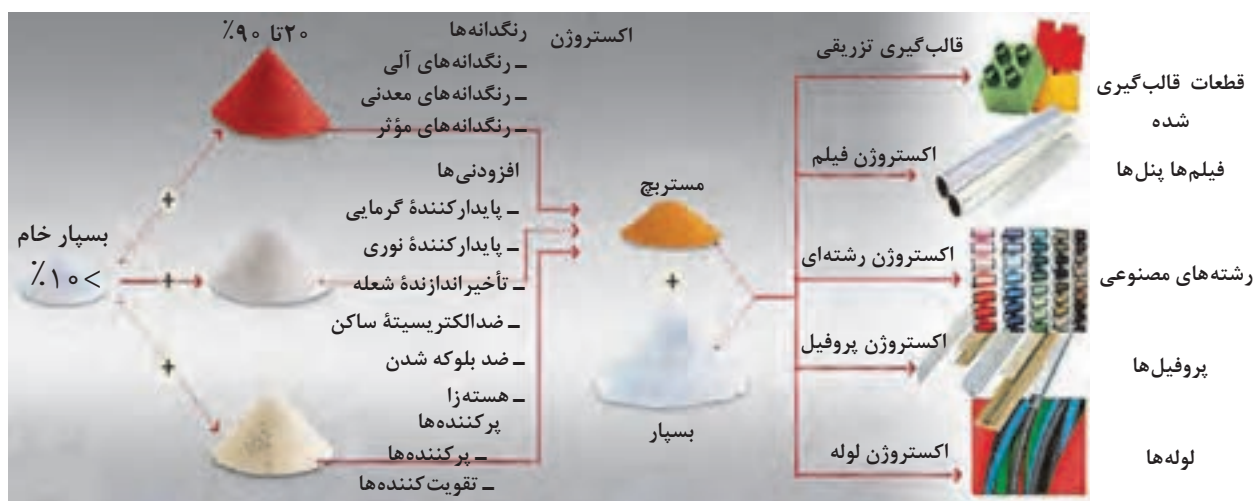 ۲۰ تا ۹۰٪
رنگدانه‌ها
ـ رنگدانه‌های آلی
ـ رنگدانه‌های معدنی
ـ رنگدانه‌های مؤثر
افزودنی‌ها
ـ پایدارکنندهٔ گرمایی
ـ پایدارکنندهٔ نوری
ـ تأخیراندازندهٔ شعله
ـ ضدالکتریسیتهٔ ساکن
ـ ضد بلوکه شدن
ـ هسته‌زا
پرکننده‌ها
ـ پرکننده‌ها
ـ تقویت‌کننده‌ها
بسپار خام
>۱۰٪
+
+
+
اکستروژن
مستربچ
+
بسپار
قالب‌گیری تزریقی
قطعات قالب‌گیری
شده
اکستروژن فیلم
فیلم‌ها پنل‌ها
اکستروژن رشته‌ای
رشته‌های مصنوعی
اکستروژن پروفیل
پروفیل‌ها
اکستروژن لوله
لوله‌ها